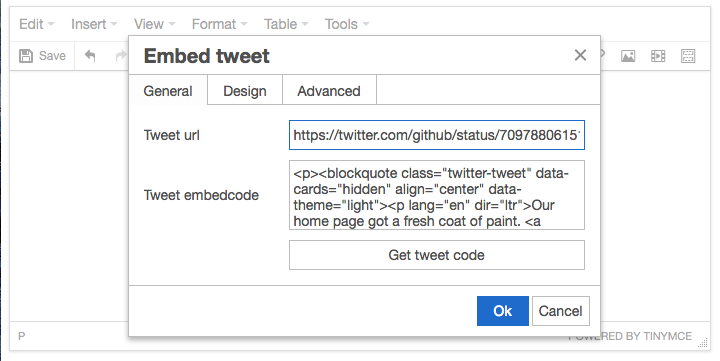 Edit Insert View Format Table Tools
Save
Embed tweet
General Design Advanced
Tweet url
https://twitter.com/github/status/7097880615
Tweet embedcode
<p><blockquote class="twitter-tweet" data-
cards="hidden" align="center" data-
theme="light"><p lang="en" dir="ltr">Our
home page got a fresh coat of paint. <a
Get tweet code
Ok Cancel
P
POWERED BY TINYMCE